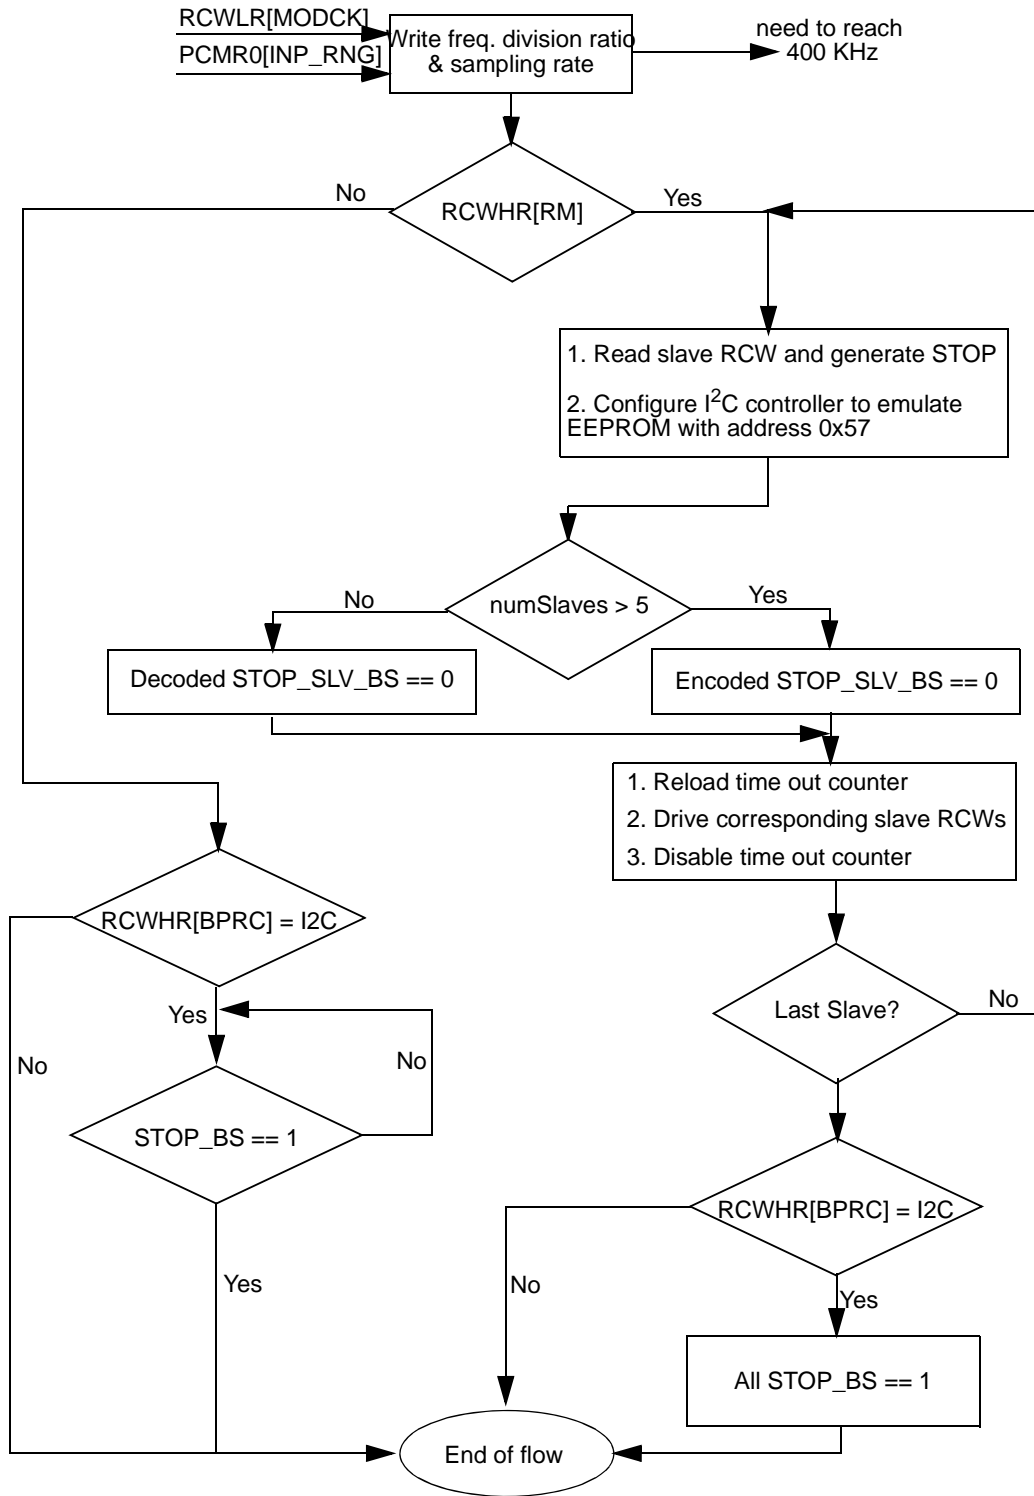 RCWLR[MODCK]
PCMR0[INP_RNG]
Write freq. division ratio
& sampling rate
need to reach
400 KHz
No
RCWHR[RM]
Yes
1. Read slave RCW and generate STOP
2. Configure I²C controller to emulate
EEPROM with address 0x57
No
numSlaves > 5
Yes
Decoded STOP_SLV_BS == 0
Encoded STOP_SLV_BS == 0
1. Reload time out counter
2. Drive corresponding slave RCWs
3. Disable time out counter
RCWHR[BPRC] = I2C
Last Slave?
No
Yes
No
No
STOP_BS == 1
RCWHR[BPRC] = I2C
Yes
No
Yes
All STOP_BS == 1
End of flow